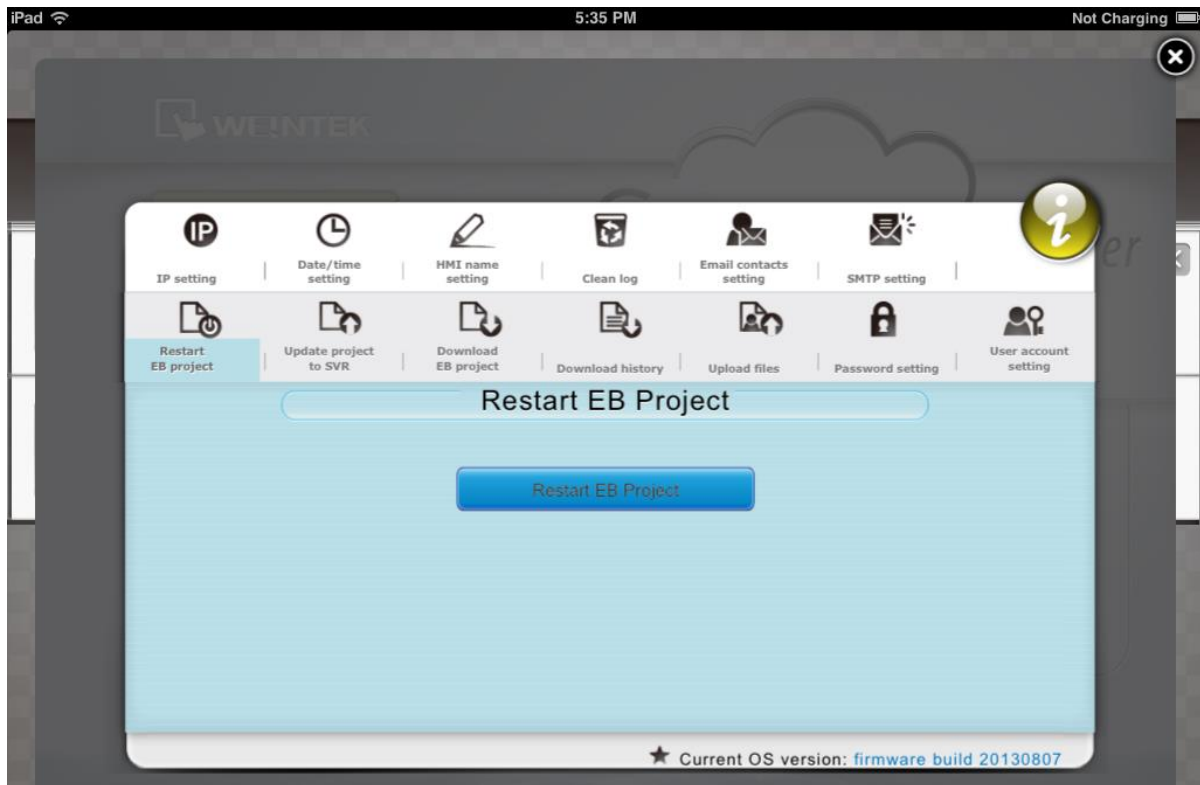 iPad 5:35 PM Not Charging
WEINTEK
er
IP setting
Date/time
setting
HMI name
setting
Clean log
Email contacts
setting
SMTP setting
Restart
EB project
Update project
to SVR
Download
EB project
Download history
Upload files
Password setting
User account
setting
Restart EB Project
Restart EB Project
★ Current OS version: firmware build 20130807